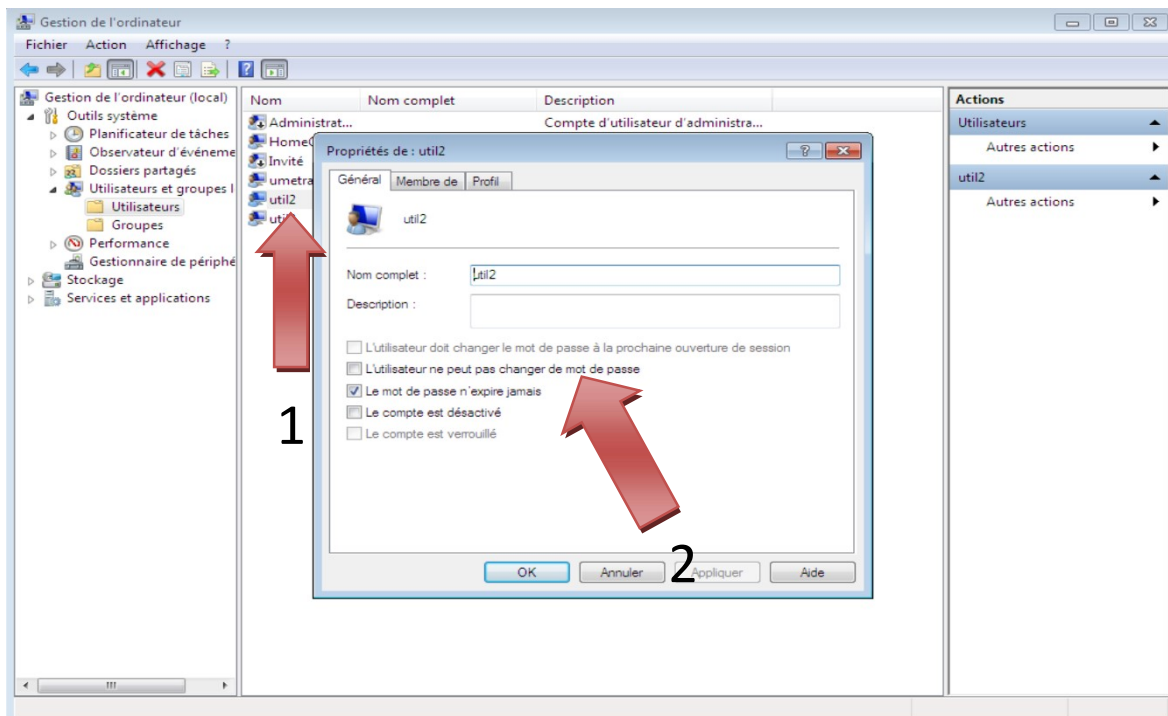 Gestion de l'ordinateur
Fichier Action Affichage ?
Gestion de l'ordinateur (local)
Outils système
Planificateur de tâches
Observateur d'événeme
Dossiers partagés
Utilisateurs et groupes l
Utilisateurs
Groupes
Performance
Gestionnaire de périphé
Stockage
Services et applications
Nom Nom complet Description
Administrat... Compte d'utilisateur d'administra...
Invité
umetra
util2
Propriétés de : util2
Général Membre de Profil
util2
Nom complet : util2
Description :
L'utilisateur doit changer le mot de passe à la prochaine ouverture de session
L'utilisateur ne peut pas changer de mot de passe
Le mot de passe n'expire jamais
Le compte est désactivé
Le compte est verrouillé
OK Annuler Appliquer Aide
1
2
Actions
Utilisateurs
Autres actions
util2
Autres actions